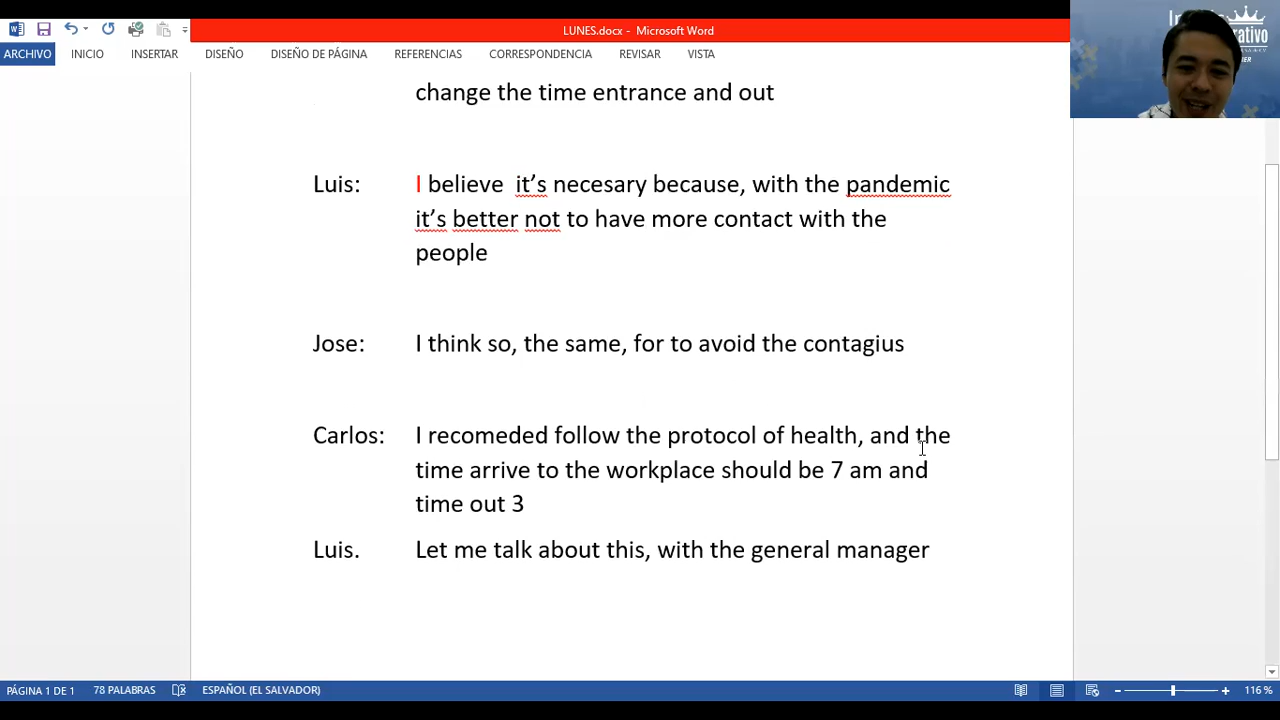 LUNES.docx - Microsoft Word
ARCHIVO INICIO INSERTAR DISEÑO DISEÑO DE PÁGINA REFERENCIAS CORRESPONDENCIA REVISAR VISTA
change the time entrance and out
Luis: I believe it's necesary because, with the pandemic
it's better not to have more contact with the
people
Jose: I think so, the same, for to avoid the contagius
Carlos: I recomeded follow the protocol of health, and the
time arrive to the workplace should be 7 am and
time out 3
Luis. Let me talk about this, with the general manager
PÁGINA 1 DE 1 78 PALABRAS ESPAÑOL (EL SALVADOR) 116 %